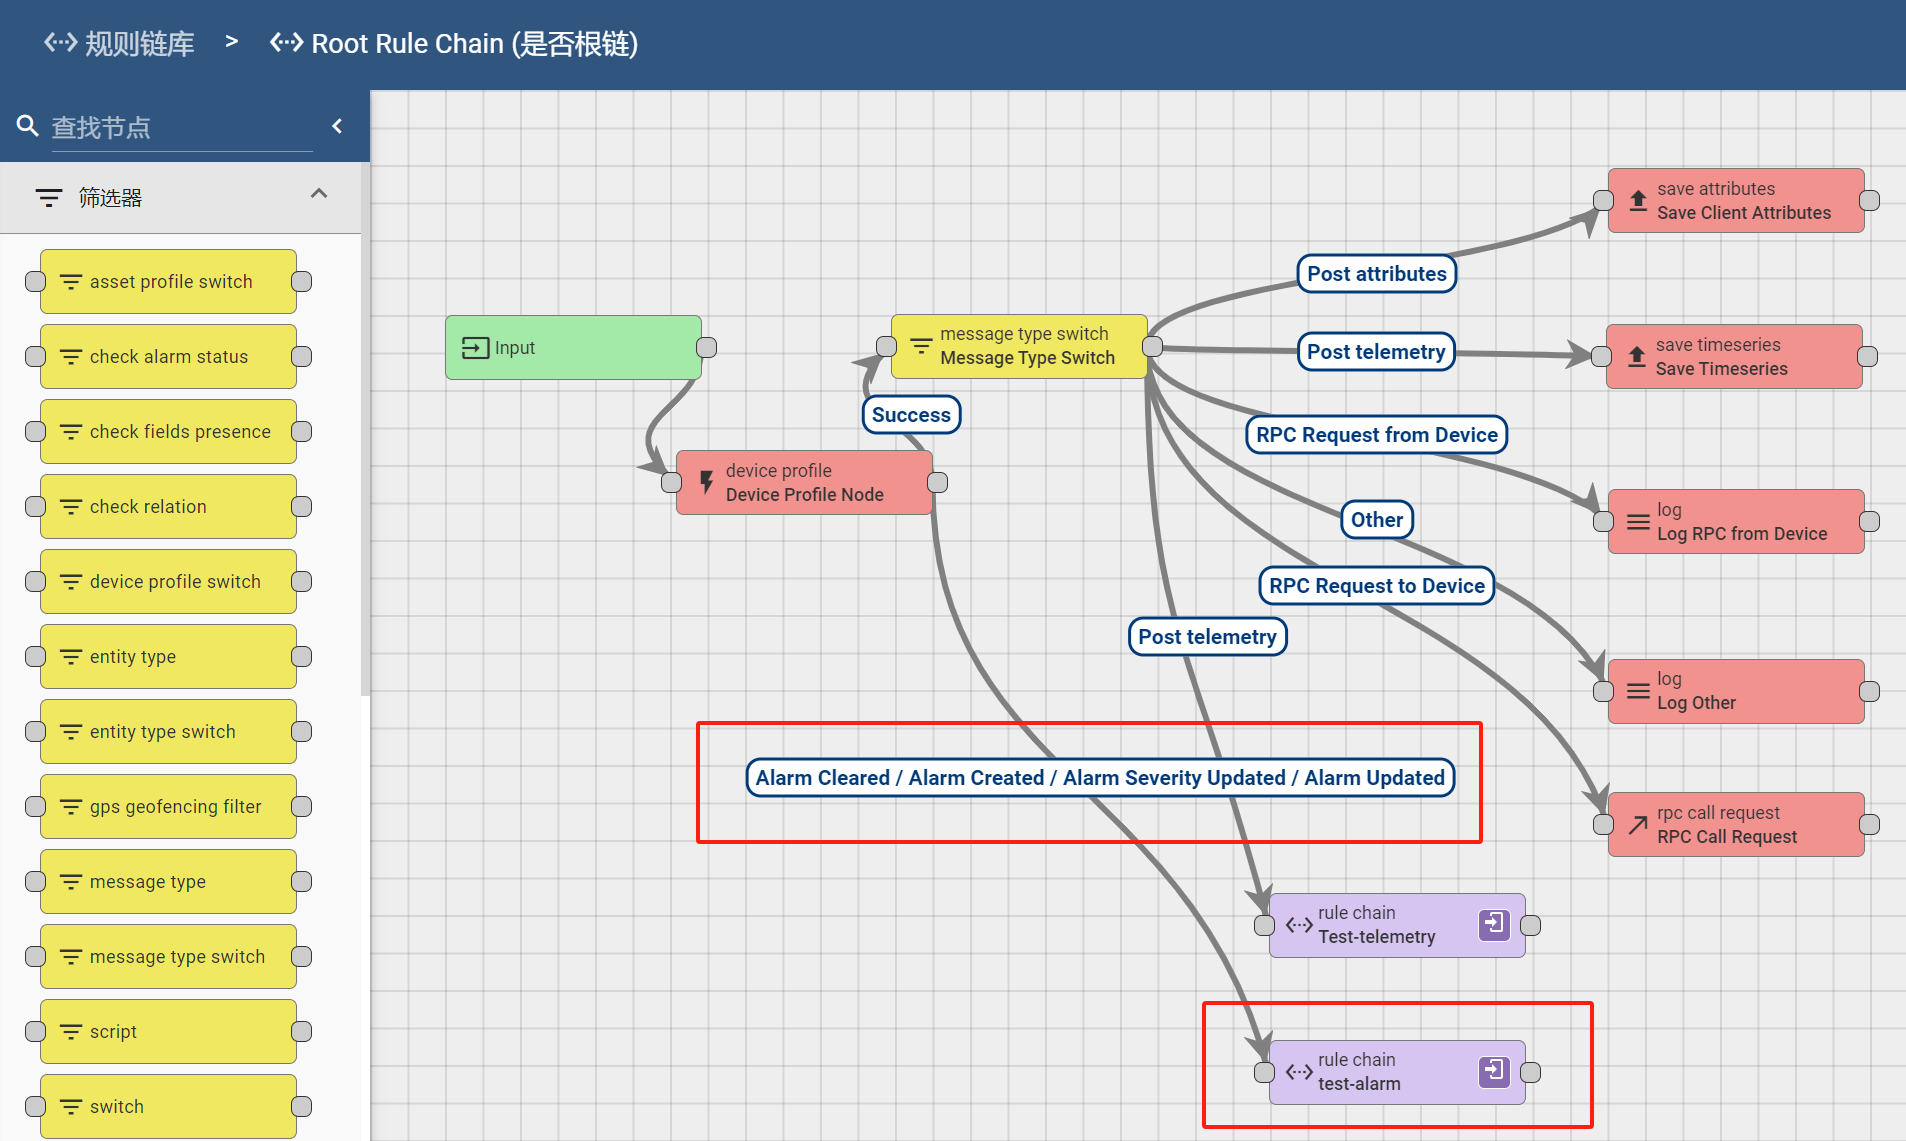 规则链库 > Root Rule Chain (是否根链)
查找节点
筛选器
asset profile switch
check alarm status
check fields presence
check relation
device profile switch
entity type
entity type switch
gps geofencing filter
message type
message type switch
script
switch
Input
device profile
Device Profile Node
Success
message type switch
Message Type Switch
Post attributes
Post telemetry
RPC Request from Device
Other
RPC Request to Device
Post telemetry
Alarm Cleared / Alarm Created / Alarm Severity Updated / Alarm Updated
save attributes
Save Client Attributes
save timeseries
Save Timeseries
log
Log RPC from Device
log
Log Other
rpc call request
RPC Call Request
rule chain
Test-telemetry
rule chain
test-alarm